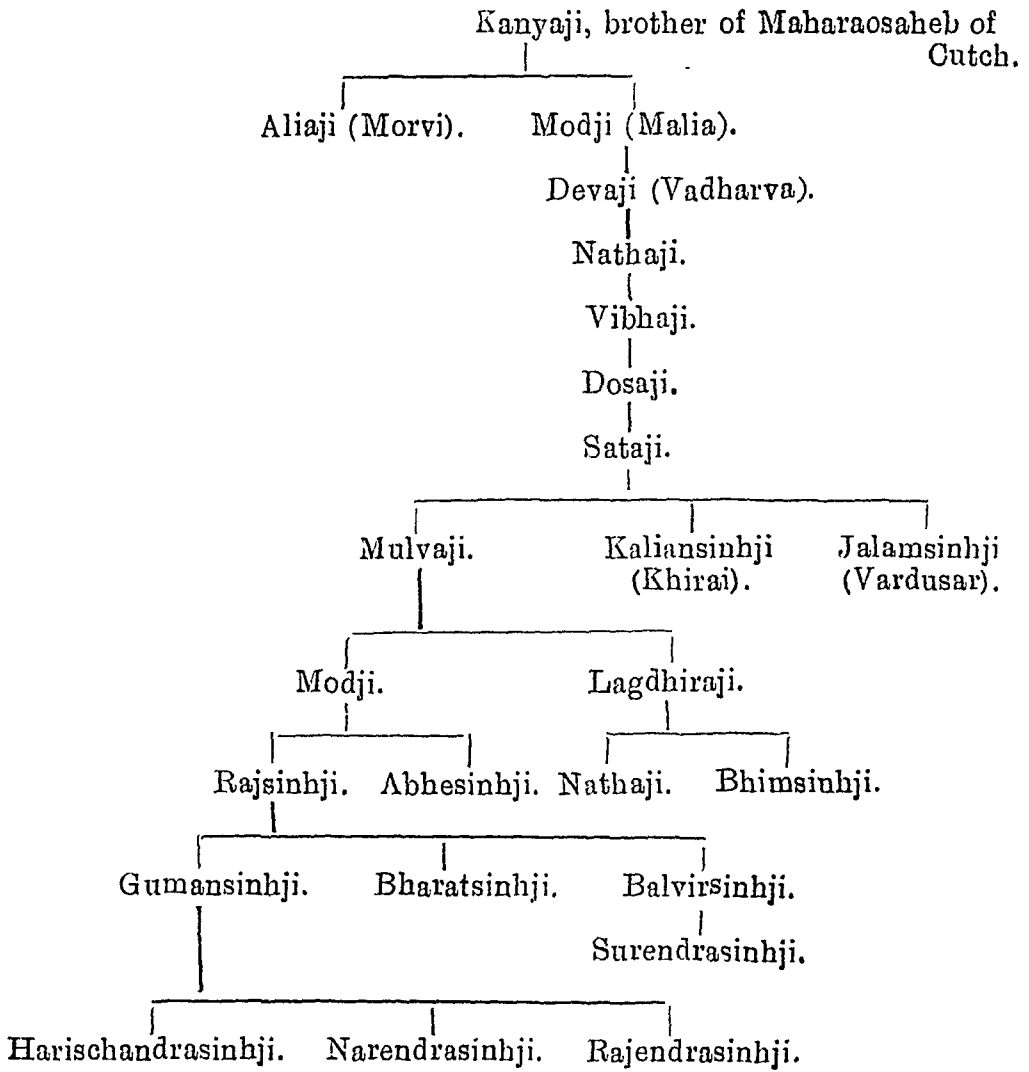 Kanyaji, brother of Maharaosaheb of
Cutch.
Aliaji (Morvi). Modji (Malia).
Devaji (Vadharva).
Nathaji.
Vibhaji.
Dosaji.
Sataji.
Mulvaji. Kaliansinhji Jalamsinhji
(Khirai). (Vardusar).
Modji. Lagdhiraji.
Rajsinhji. Abhesinhji. Nathaji. Bhimsinhji.
Gumansinhji. Bharatsinhji. Balvirsinhji.
Surendrasinhji.
Harischandrasinhji. Narendrasinhji. Rajendrasinhji.